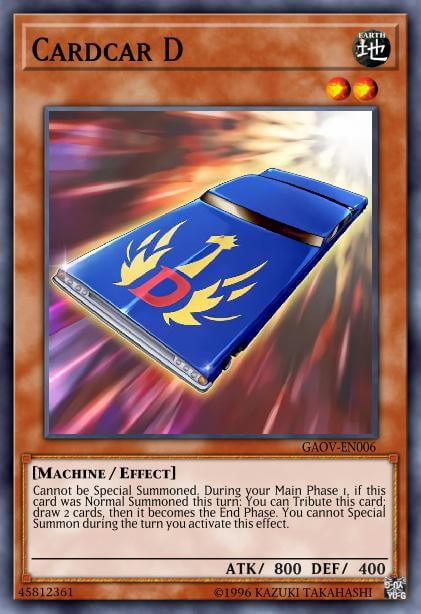 CARDCAR D
EARTH
地
D
GAOV-EN006
[MACHINE / EFFECT]
Cannot be Special Summoned. During your Main Phase 1, if this
card was Normal Summoned this turn: You can Tribute this card;
draw 2 cards, then it becomes the End Phase. You cannot Special
Summon during the turn you activate this effect.
ATK/ 800 DEF/ 400
45812361
©1996 KAZUKI TAKAHASHI